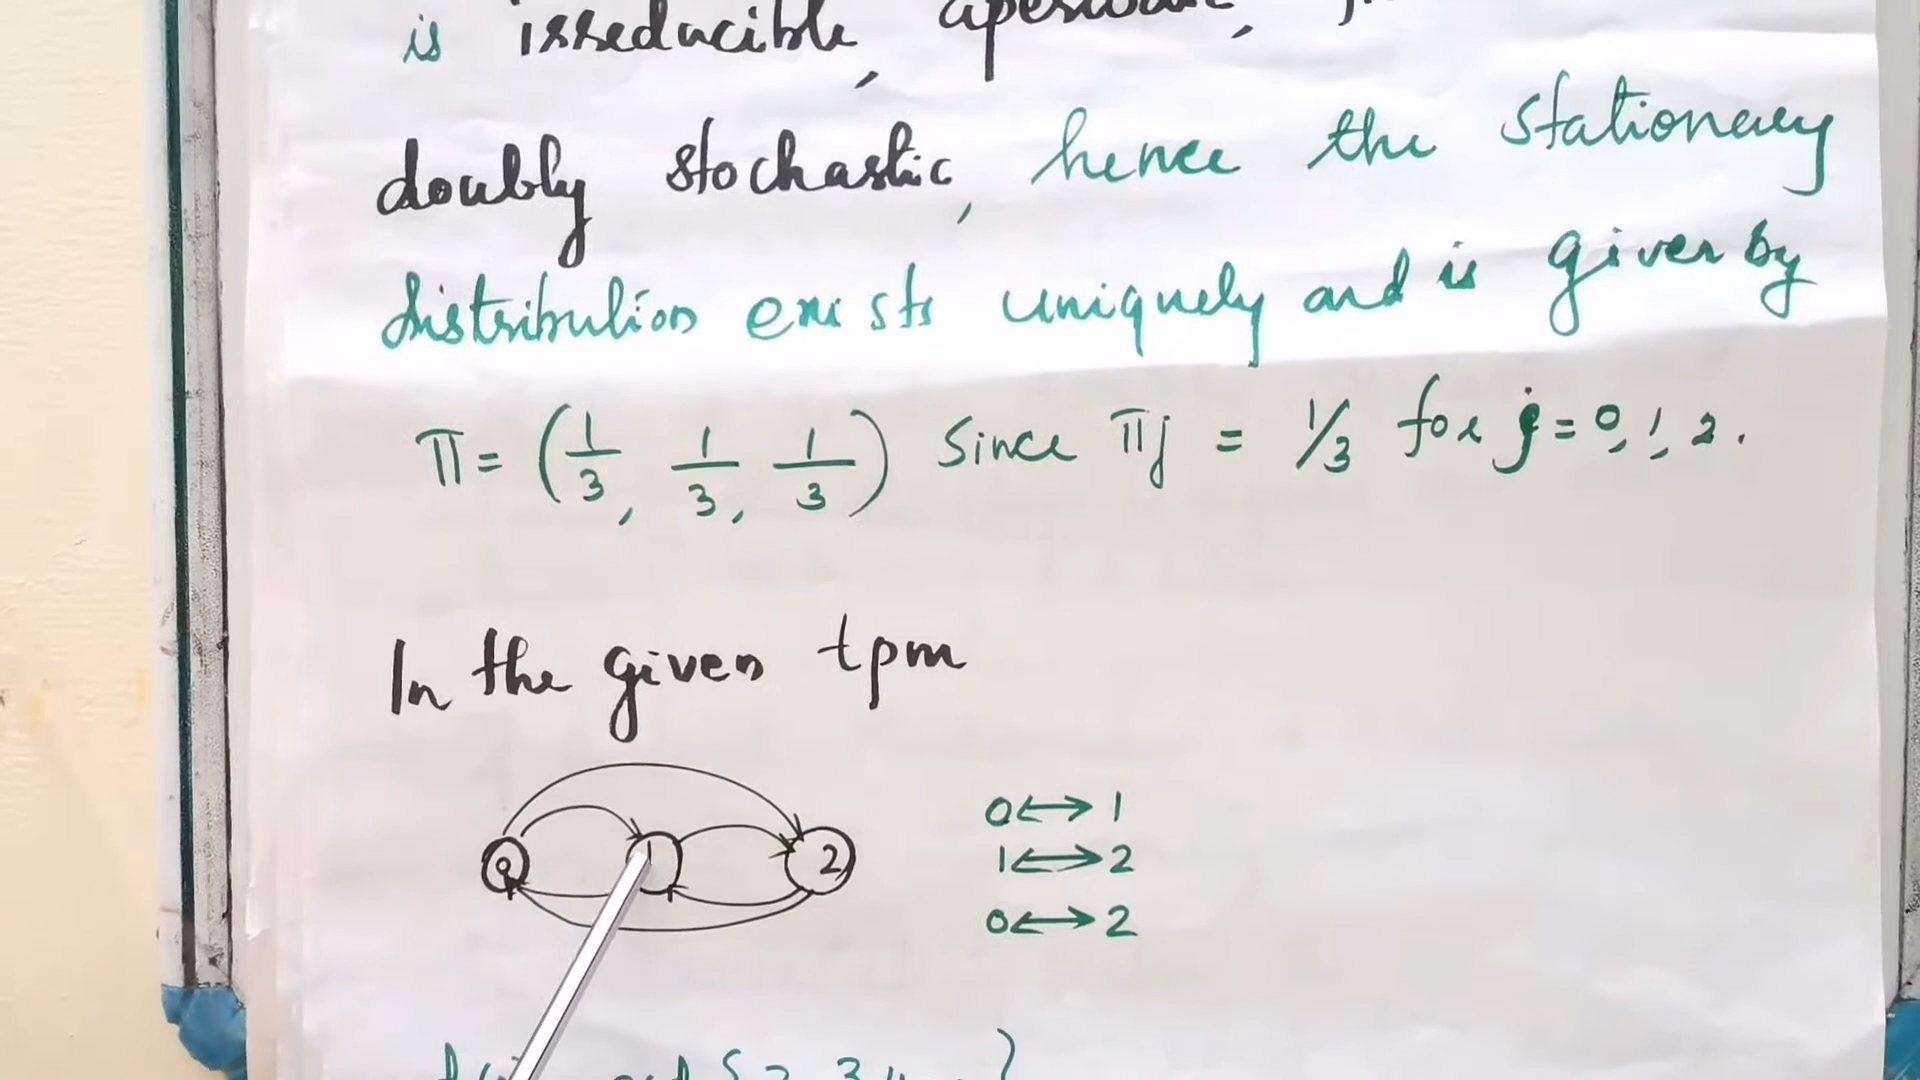 is irreducible, aperiodic,
doubly stochastic, hence the stationary
distribution exists uniquely and is given by
π = (1/3, 1/3, 1/3) since πj = 1/3 for j = 0, 1, 2.
In the given tpm
0 1 2
0 ↔ 1
1 ↔ 2
0 ↔ 2